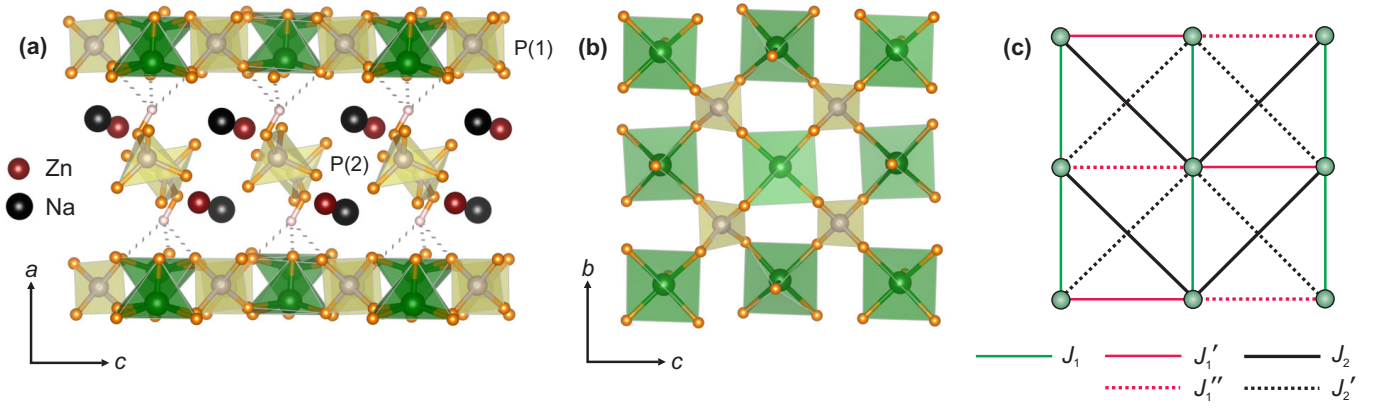 (a)
P(1)
Zn
P(2)
Na
a
c
(b)
b
c
(c)
J1 J1′ J2
J1″ J2′